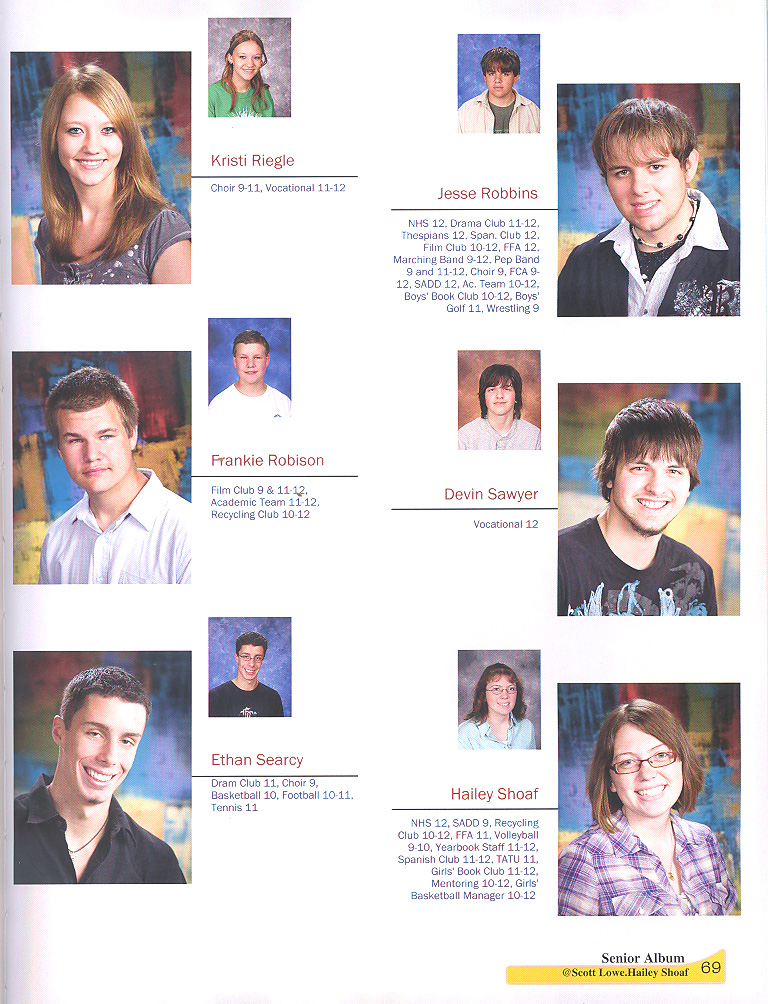 Kristi Riegle
Choir 9-11, Vocational 11-12
Jesse Robbins
NHS 12, Drama Club 11-12,
Thespians 12, Span. Club 12,
Film Club 10-12, FFA 12,
Marching Band 9-12, Pep Band
9 and 11-12, Choir 9, FCA 9-
12, SADD 12, Ac. Team 10-12,
Boys' Book Club 10-12, Boys'
Golf 11, Wrestling 9
Frankie Robison
Film Club 9 & 11-12,
Academic Team 11-12,
Recycling Club 10-12
Devin Sawyer
Vocational 12
Ethan Searcy
Dram Club 11, Choir 9,
Basketball 10, Football 10-11,
Tennis 11
Hailey Shoaf
NHS 12, SADD 9, Recycling
Club 10-12, FFA 11, Volleyball
9-10, Yearbook Staff 11-12,
Spanish Club 11-12, TATU 11,
Girls' Book Club 11-12,
Mentoring 10-12, Girls'
Basketball Manager 10-12
Senior Album
@Scott Lowe.Hailey Shoaf
69